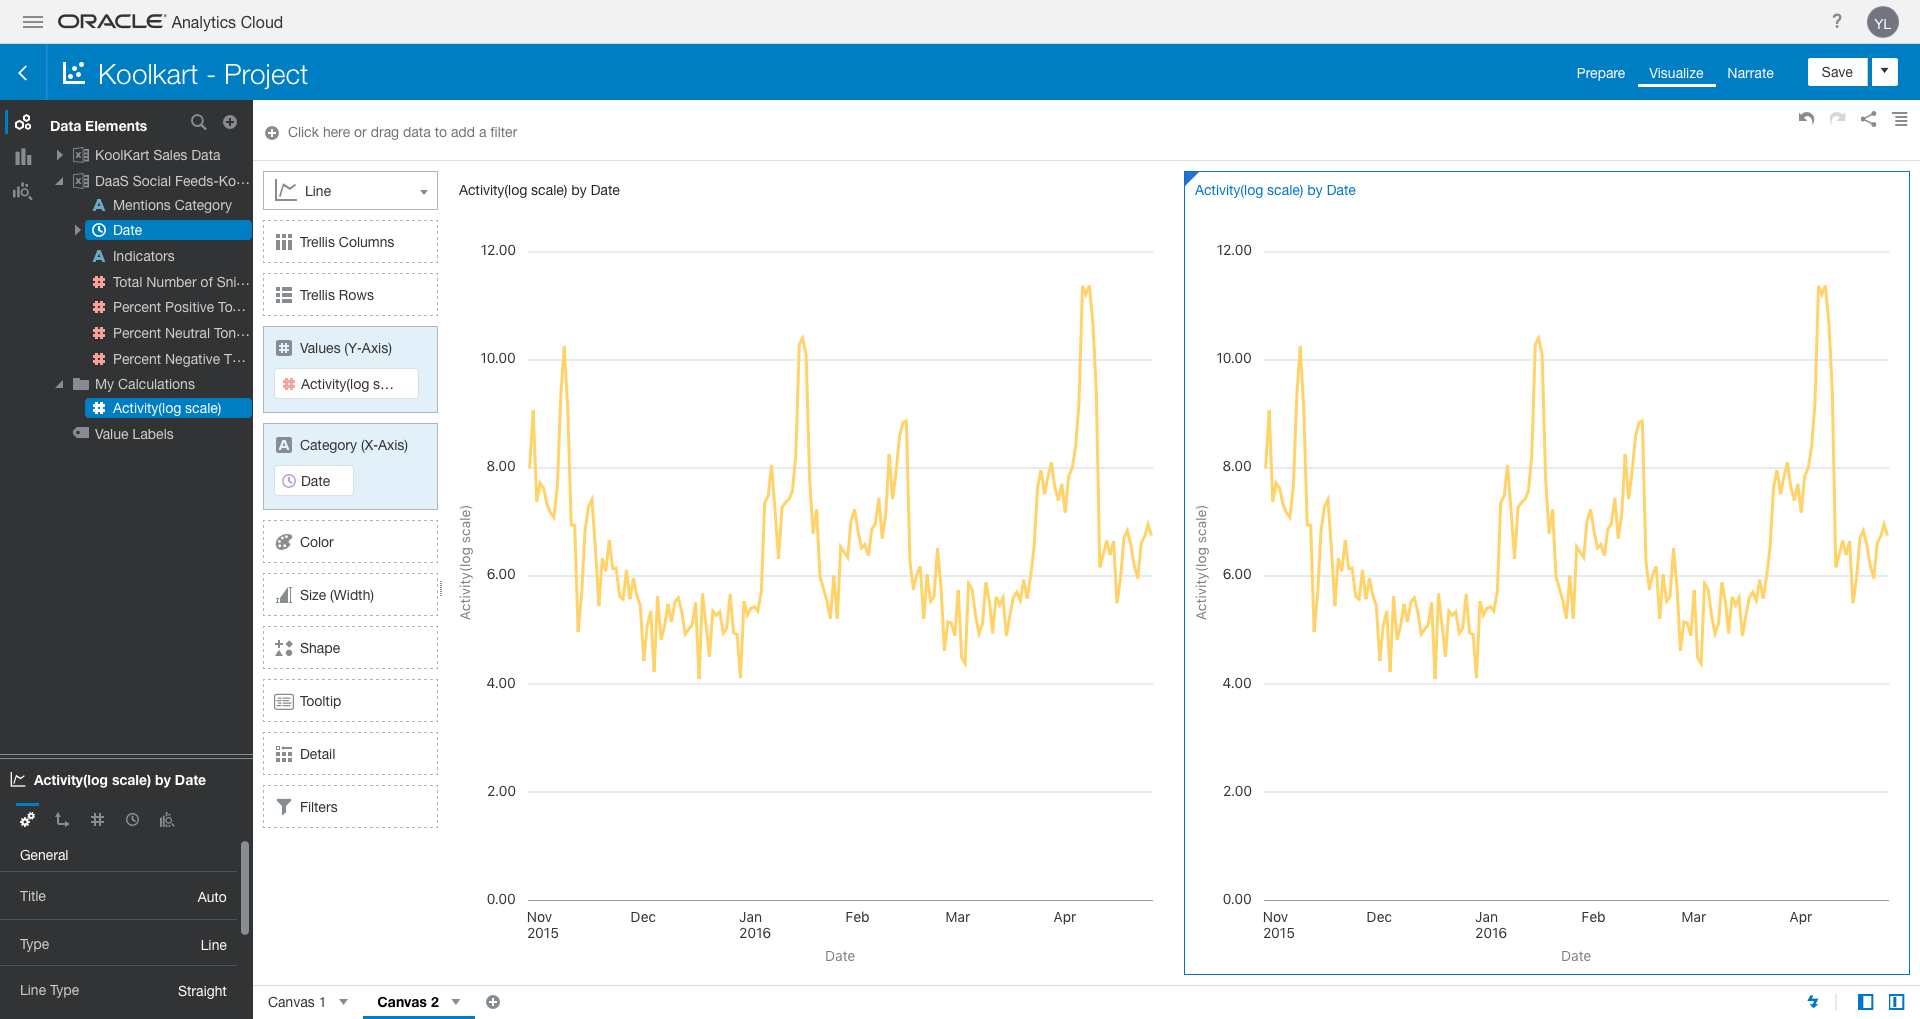 ORACLE Analytics Cloud
?
YL
Koolkart - Project
Prepare
Visualize
Narrate
Save
Data Elements
KoolKart Sales Data
DaaS Social Feeds-Ko...
A Mentions Category
Date
A Indicators
Total Number of Sni...
Percent Positive To...
Percent Neutral Ton...
Percent Negative T...
My Calculations
Activity(log scale)
Value Labels
Activity(log scale) by Date
General
Title Auto
Type Line
Line Type Straight
Click here or drag data to add a filter
Line
Trellis Columns
Trellis Rows
Values (Y-Axis)
Activity(log s...
A Category (X-Axis)
Date
Color
Size (Width)
Shape
Tooltip
Detail
Filters
Activity(log scale) by Date
12.00
10.00
8.00
6.00
4.00
2.00
0.00
Activity(log scale)
Nov Dec Jan Feb Mar Apr
2015 2016
Date
Activity(log scale) by Date
12.00
10.00
8.00
6.00
4.00
2.00
0.00
Activity(log scale)
Nov Dec Jan Feb Mar Apr
2015 2016
Date
Canvas 1
Canvas 2